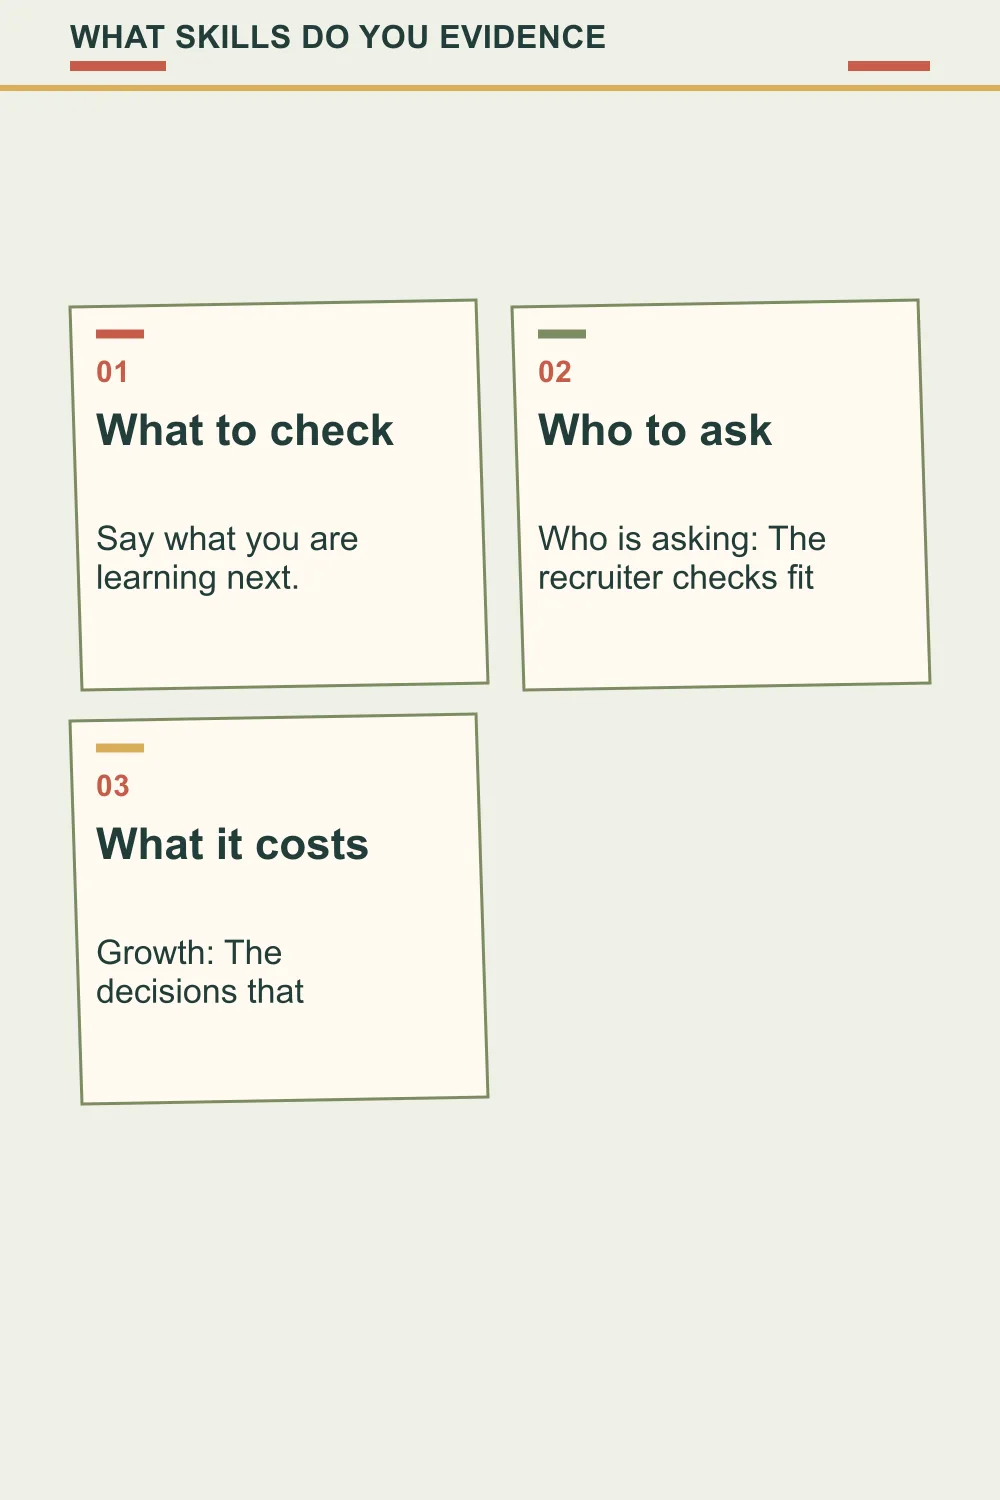 WHAT SKILLS DO YOU EVIDENCE
01
What to check
Say what you are
learning next.
02
Who to ask
Who is asking: The
recruiter checks fit
03
What it costs
Growth: The
decisions that